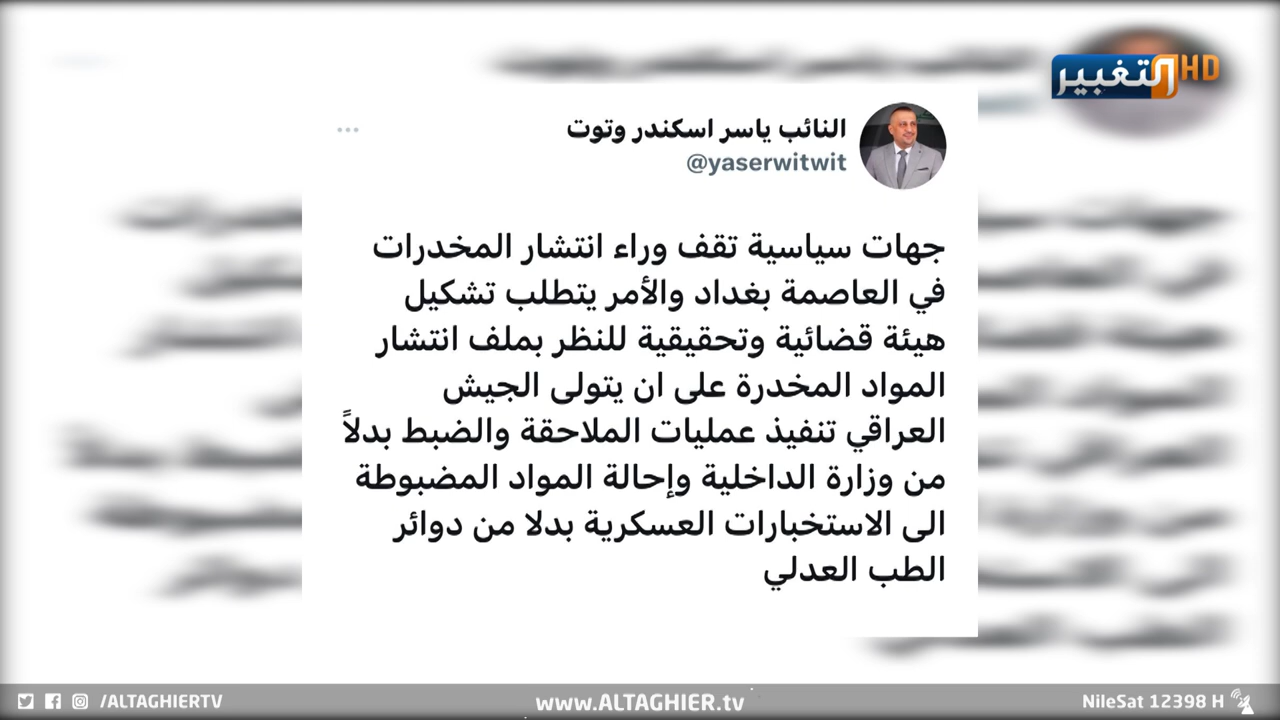 التغيير HD
النائب ياسر اسكندر وتوت
@yaserwitwit
جهات سياسية تقف وراء انتشار المخدرات
في العاصمة بغداد والأمر يتطلب تشكيل
هيئة قضائية وتحقيقية للنظر بملف انتشار
المواد المخدرة على ان يتولى الجيش
العراقي تنفيذ عمليات الملاحقة والضبط بدلاً
من وزارة الداخلية وإحالة المواد المضبوطة
الى الاستخبارات العسكرية بدلا من دوائر
الطب العدلي
/ALTAGHIERTV
www.ALTAGHIER.tv
NileSat 12398 H